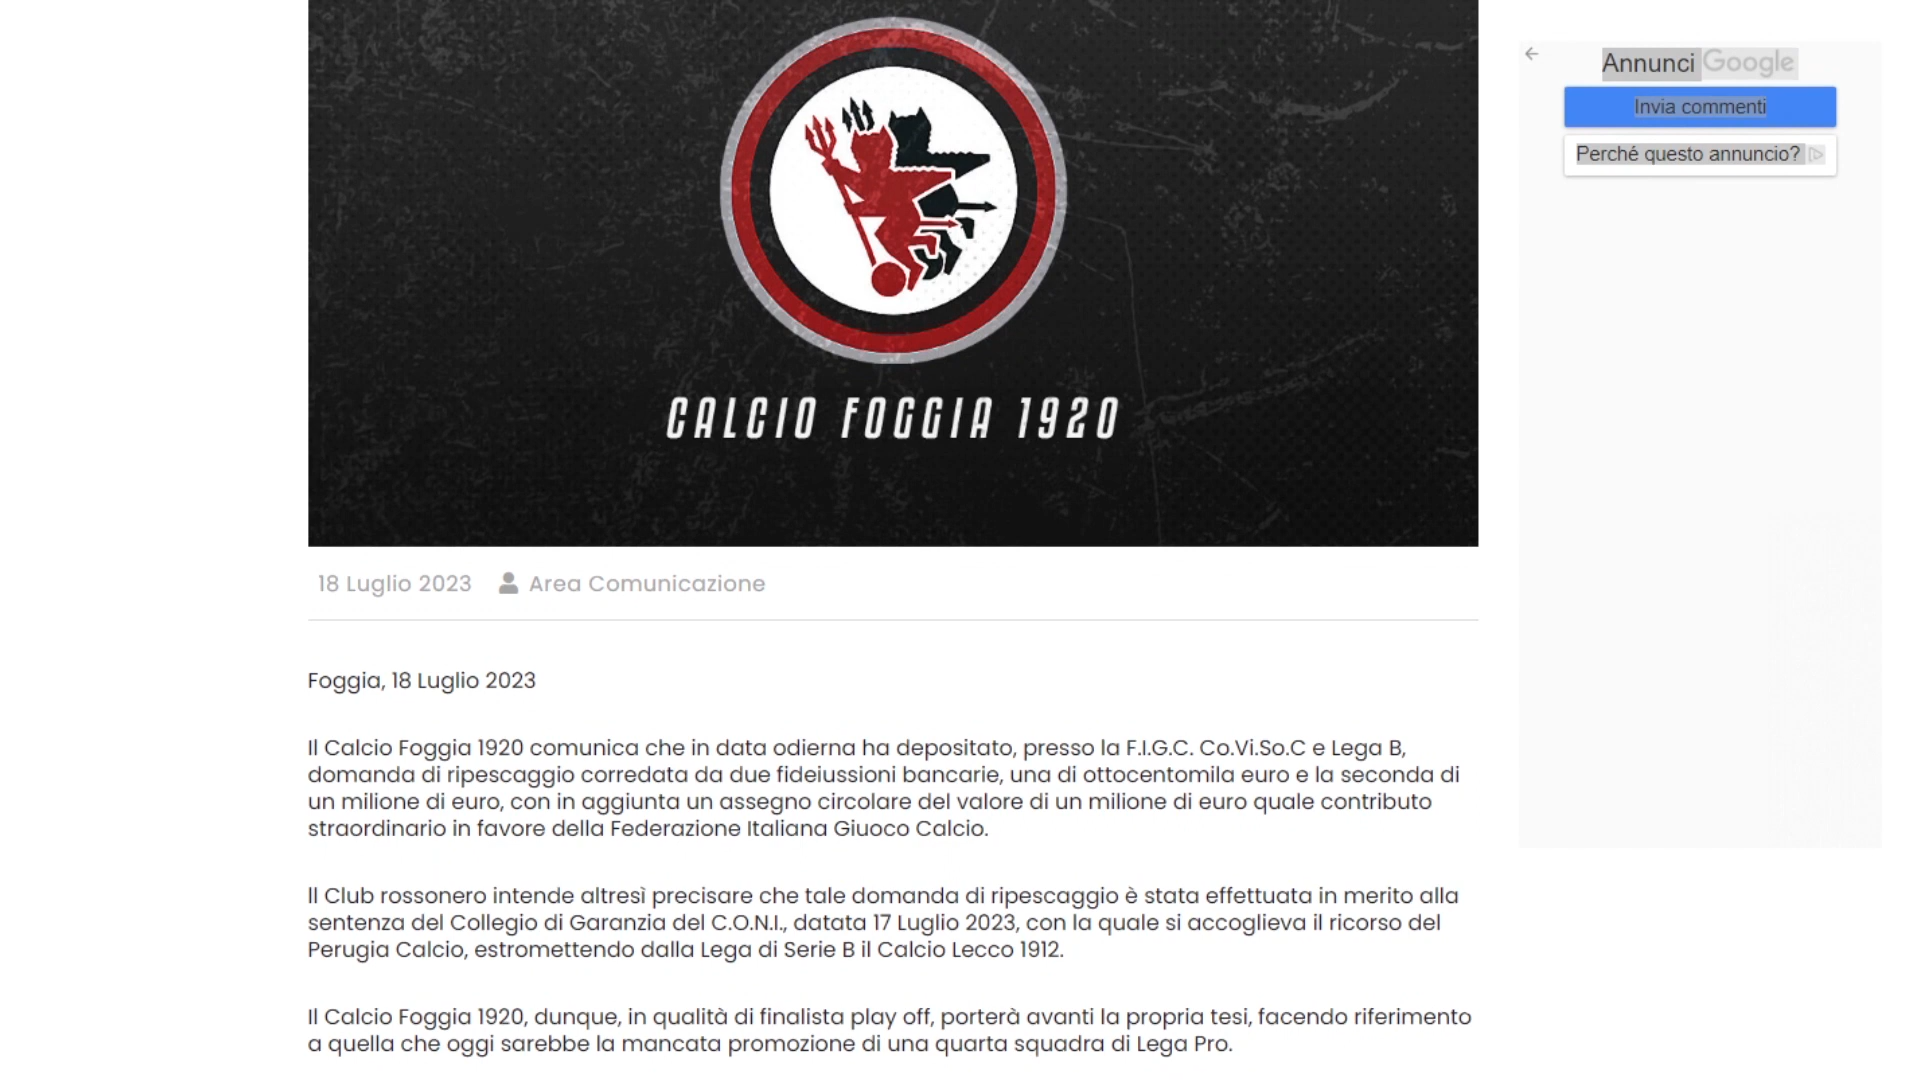 CALCIO FOGGIA 1920
18 Luglio 2023 Area Comunicazione
Foggia, 18 Luglio 2023
Il Calcio Foggia 1920 comunica che in data odierna ha depositato, presso la F.I.G.C. Co.Vi.So.C e Lega B,
domanda di ripescaggio corredata da due fideiussioni bancarie, una di ottocentomila euro e la seconda di
un milione di euro, con in aggiunta un assegno circolare del valore di un milione di euro quale contributo
straordinario in favore della Federazione Italiana Giuoco Calcio.
Il Club rossonero intende altresì precisare che tale domanda di ripescaggio è stata effettuata in merito alla
sentenza del Collegio di Garanzia del C.O.N.I., datata 17 Luglio 2023, con la quale si accoglieva il ricorso del
Perugia Calcio, estromettendo dalla Lega di Serie B il Calcio Lecco 1912.
Il Calcio Foggia 1920, dunque, in qualità di finalista play off, porterà avanti la propria tesi, facendo riferimento
a quella che oggi sarebbe la mancata promozione di una quarta squadra di Lega Pro.
Annunci Google
Invia commenti
Perché questo annuncio?